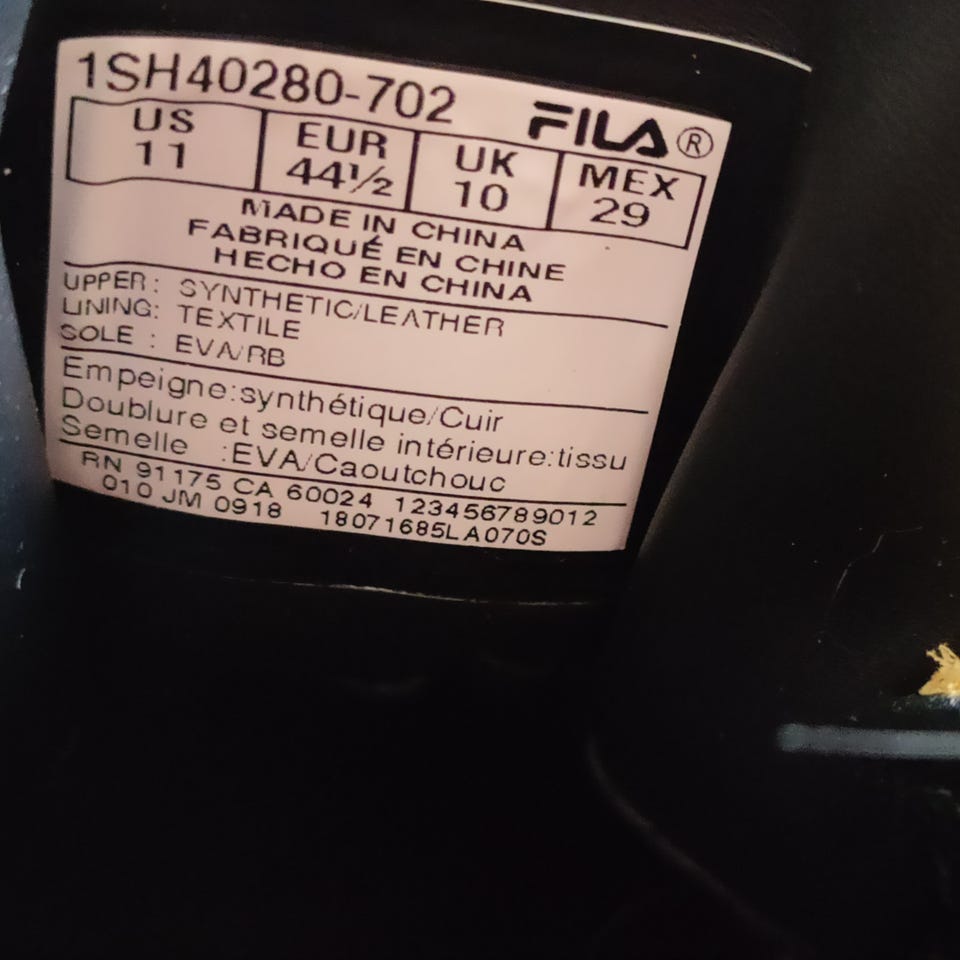 1SH40280-702
FILA®
US EUR UK MEX
11 44½ 10 29
MADE IN CHINA
FABRIQUÉ EN CHINE
HECHO EN CHINA
UPPER: SYNTHETIC/LEATHER
LINING: TEXTILE
SOLE : EVA/RB
Empeigne:synthétique/Cuir
Doublure et semelle intérieure:tissu
Semelle :EVA/Caoutchouc
RN 91175 CA 60024 123456789012
010 JM 0918 18071685LA070S